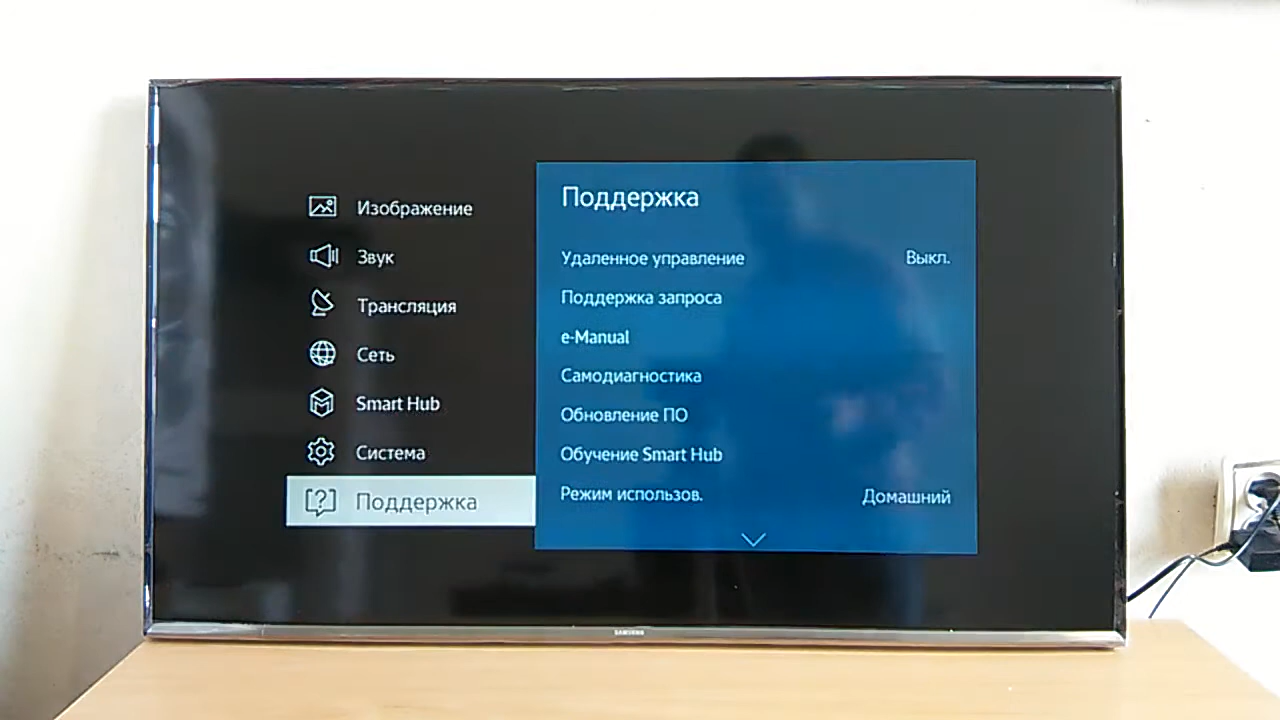 Изображение
Звук
Трансляция
Сеть
Smart Hub
Система
Поддержка
Поддержка
Удаленное управление Выкл.
Поддержка запроса
e-Manual
Самодиагностика
Обновление ПО
Обучение Smart Hub
Режим использов. Домашний
SAMSUNG